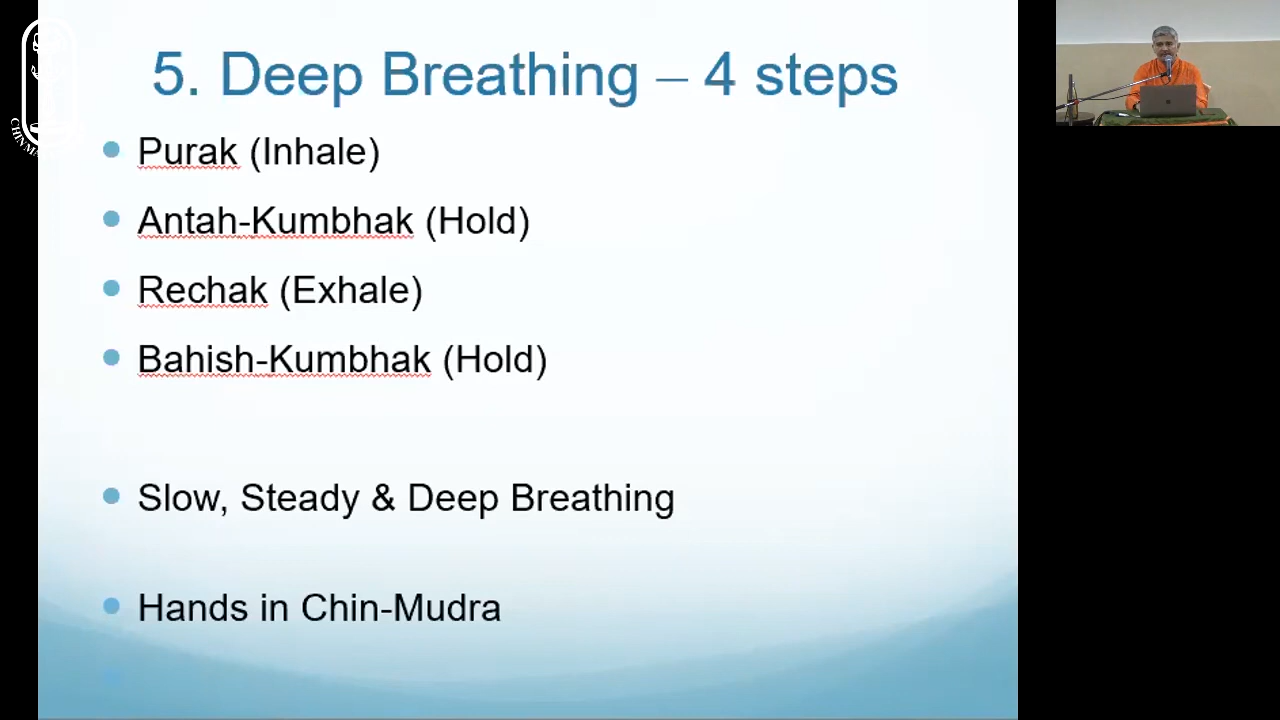 5. Deep Breathing – 4 steps
Purak (Inhale)
Antah-Kumbhak (Hold)
Rechak (Exhale)
Bahish-Kumbhak (Hold)
Slow, Steady & Deep Breathing
Hands in Chin-Mudra